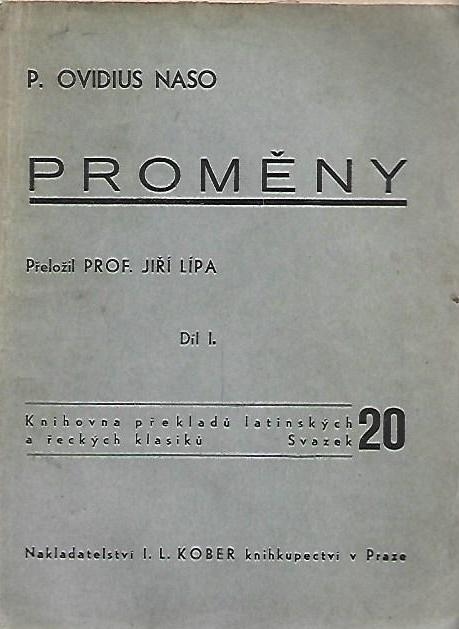 P. OVIDIUS NASO
PROMĚNY
Přeložil PROF. JIŘÍ LÍPA
Díl I.
Knihovna překladů latinských
a řeckých klasiků Svazek 20
Nakladatelství I. L. KOBER knihkupectví v Praze